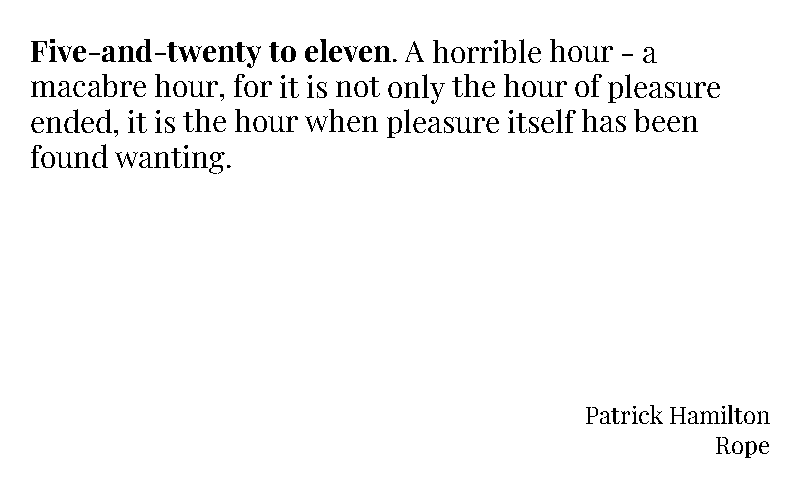 Five-and-twenty to eleven. A horrible hour - a
macabre hour, for it is not only the hour of pleasure
ended, it is the hour when pleasure itself has been
found wanting.
Patrick Hamilton
Rope